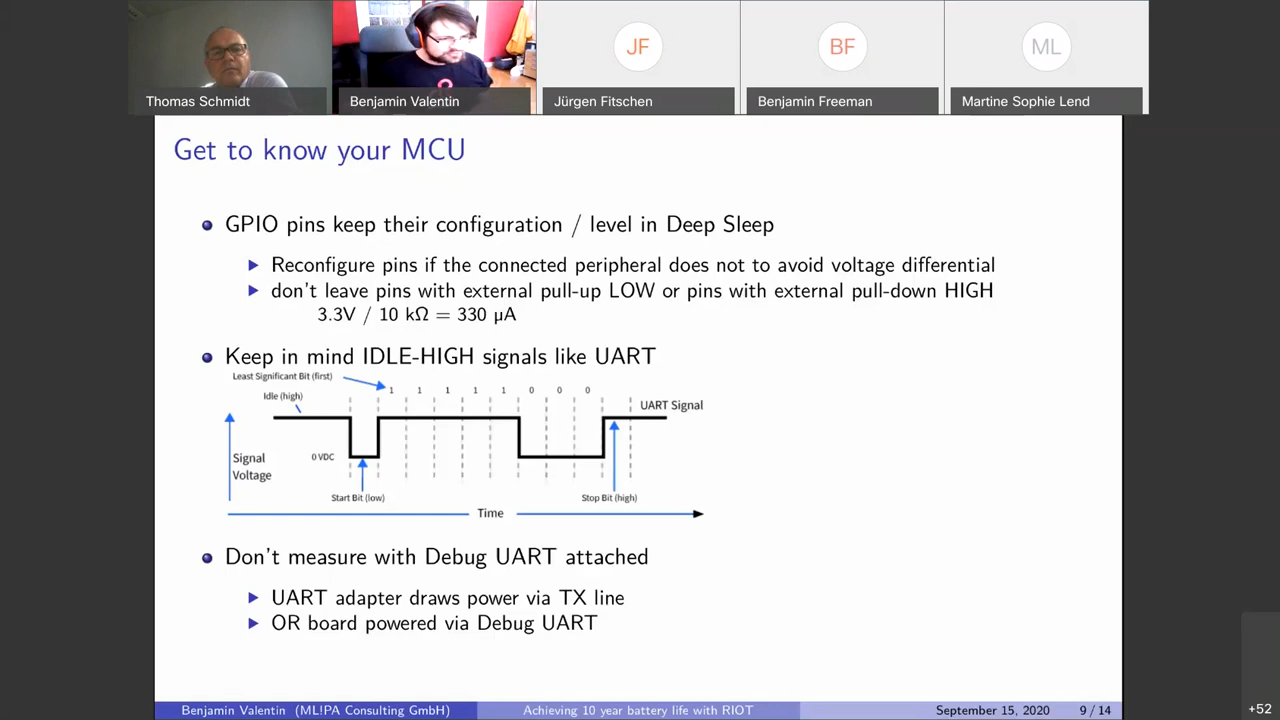 JF
BF
ML
Thomas Schmidt
Benjamin Valentin
Jürgen Fitschen
Benjamin Freeman
Martine Sophie Lend
Get to know your MCU
GPIO pins keep their configuration / level in Deep Sleep
Reconfigure pins if the connected peripheral does not to avoid voltage differential
don't leave pins with external pull-up LOW or pins with external pull-down HIGH
3.3V / 10 kΩ = 330 µA
Keep in mind IDLE-HIGH signals like UART
Least Significant Bit (first)
1 1 1 1 1 0 0 0
Idle (high)
UART Signal
Signal
Voltage
0 VDC
Start Bit (low)
Stop Bit (high)
Time
Don't measure with Debug UART attached
UART adapter draws power via TX line
OR board powered via Debug UART
Benjamin Valentin (ML!PA Consulting GmbH)
Achieving 10 year battery life with RIOT
September 15, 2020
9 / 14
+52